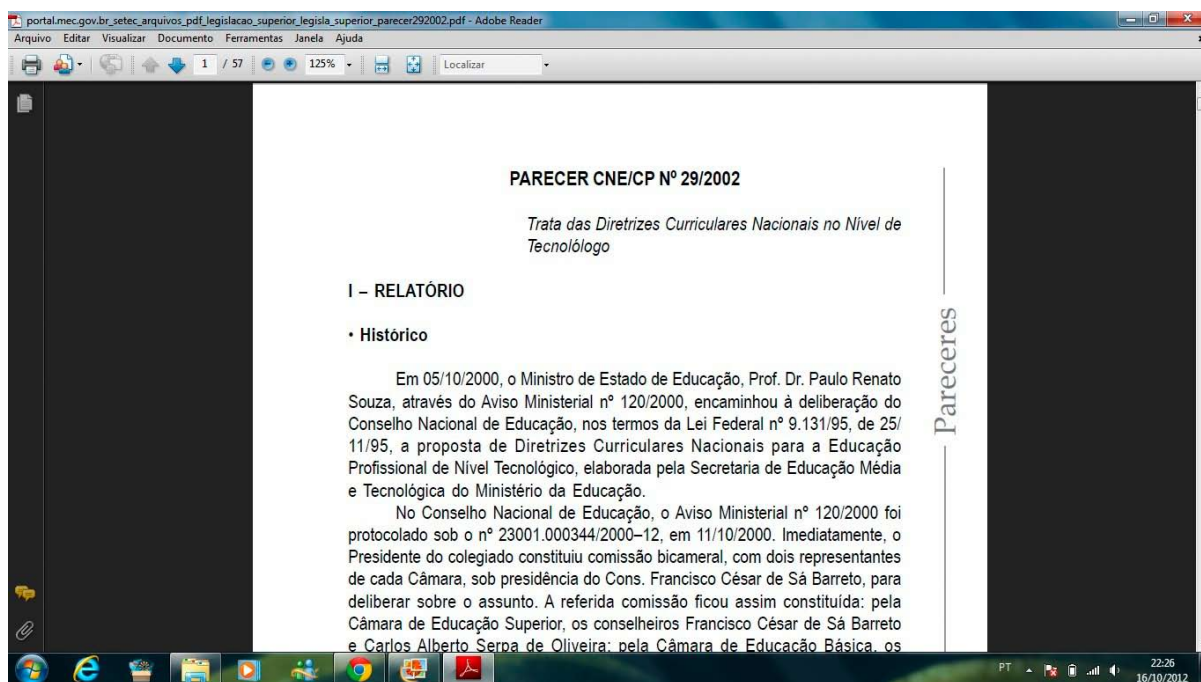 portal.mec.gov.br_setec_arquivos_pdf_legislacao_superior_legisla_superior_parecer292002.pdf - Adobe Reader
Arquivo Editar Visualizar Documento Ferramentas Janela Ajuda
1 / 57 125% Localizar
PARECER CNE/CP Nº 29/2002
Trata das Diretrizes Curriculares Nacionais no Nível de
Tecnolólogo
I – RELATÓRIO
• Histórico
Em 05/10/2000, o Ministro de Estado de Educação, Prof. Dr. Paulo Renato
Souza, através do Aviso Ministerial nº 120/2000, encaminhou à deliberação do
Conselho Nacional de Educação, nos termos da Lei Federal nº 9.131/95, de 25/
11/95, a proposta de Diretrizes Curriculares Nacionais para a Educação
Profissional de Nível Tecnológico, elaborada pela Secretaria de Educação Média
e Tecnológica do Ministério da Educação.
No Conselho Nacional de Educação, o Aviso Ministerial nº 120/2000 foi
protocolado sob o nº 23001.000344/2000–12, em 11/10/2000. Imediatamente, o
Presidente do colegiado constituiu comissão bicameral, com dois representantes
de cada Câmara, sob presidência do Cons. Francisco César de Sá Barreto, para
deliberar sobre o assunto. A referida comissão ficou assim constituída: pela
Câmara de Educação Superior, os conselheiros Francisco César de Sá Barreto
e Carlos Alberto Serpa de Oliveira; pela Câmara de Educação Básica, os
Pareceres
PT 22:26
16/10/2012